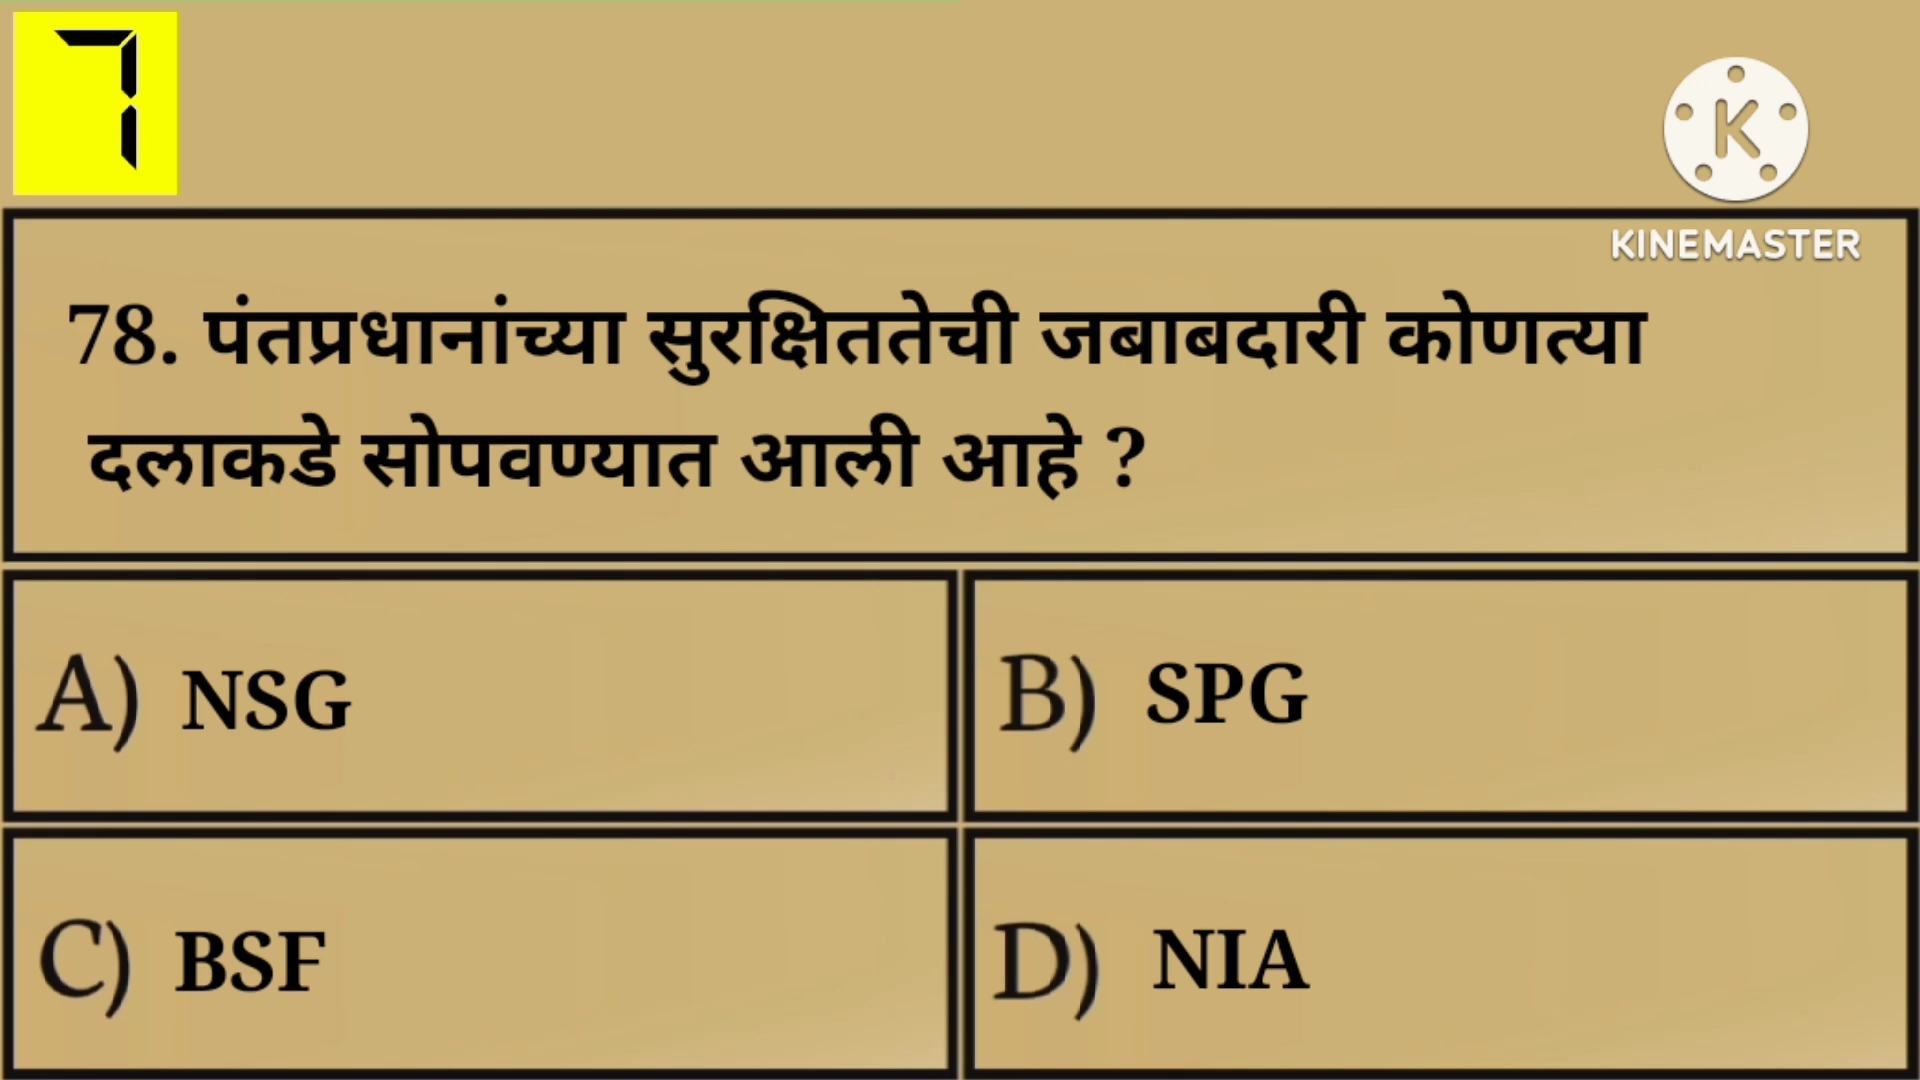 7
K
KINEMASTER
78. पंतप्रधानांच्या सुरक्षिततेची जबाबदारी कोणत्या
दलाकडे सोपवण्यात आली आहे ?
A) NSG
B) SPG
C) BSF
D) NIA